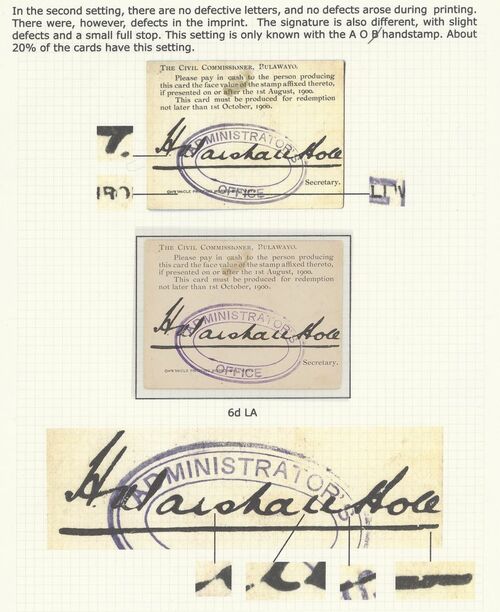 In the second setting, there are no defective letters, and no defects arose during printing.
There were, however, defects in the imprint. The signature is also different, with slight
defects and a small full stop. This setting is only known with the A O B handstamp. About
20% of the cards have this setting.
THE CIVIL COMMISSIONER, BULAWAYO.
Please pay in cash to the person producing
this card the face value of the stamp affixed thereto,
if presented on or after the 1st August, 1900.
This card must be produced for redemption
not later than 1st October, 1900.
ADMINISTRATOR'S
H. Marshall Hole
OFFICE
Secretary.
THE CIVIL COMMISSIONER, BULAWAYO.
Please pay in cash to the person producing
this card the face value of the stamp affixed thereto,
if presented on or after the 1st August, 1900.
This card must be produced for redemption
not later than 1st October, 1900.
ADMINISTRATOR'S
H. Marshall Hole
OFFICE
Secretary.
6d LA
ADMINISTRATOR'S
H. Marshall Hole